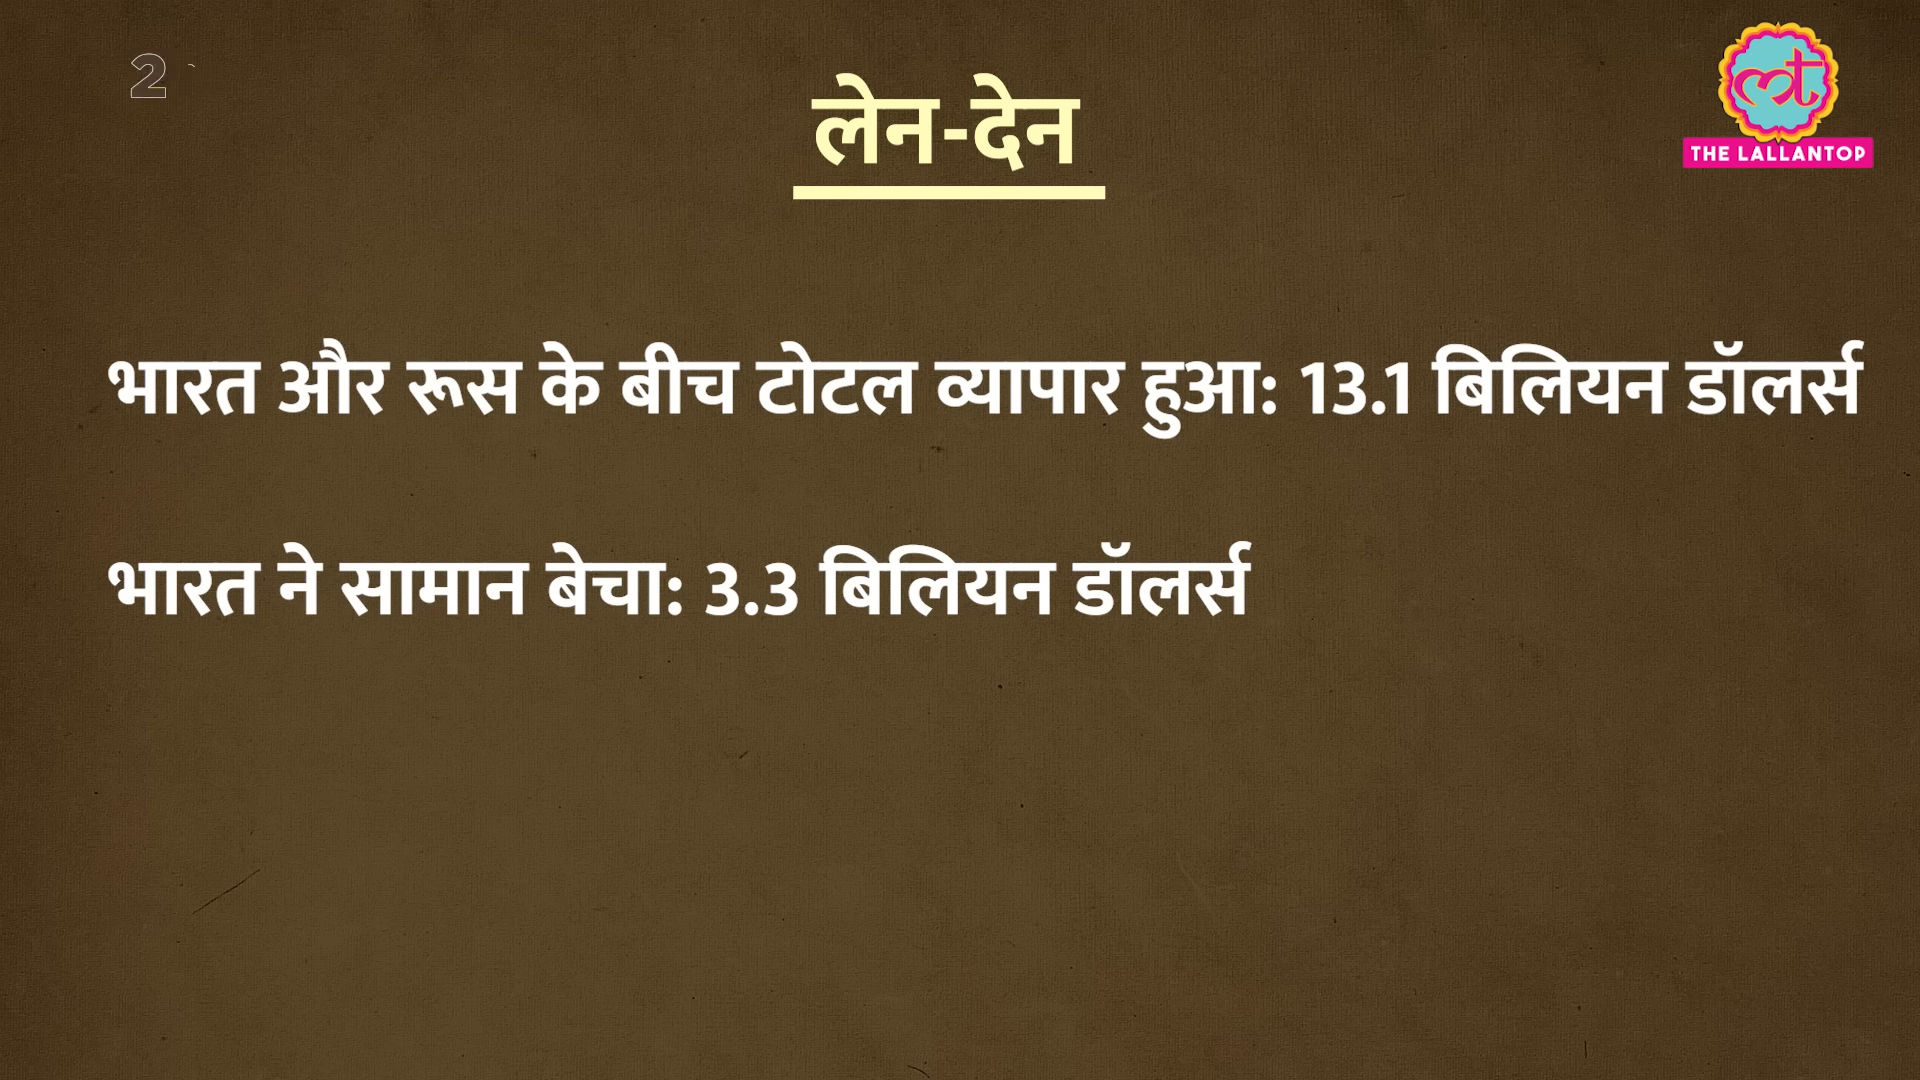 2
लेन-देन
THE LALLANTOP
भारत और रूस के बीच टोटल व्यापार हुआ: 13.1 बिलियन डॉलर्स
भारत ने सामान बेचा: 3.3 बिलियन डॉलर्स